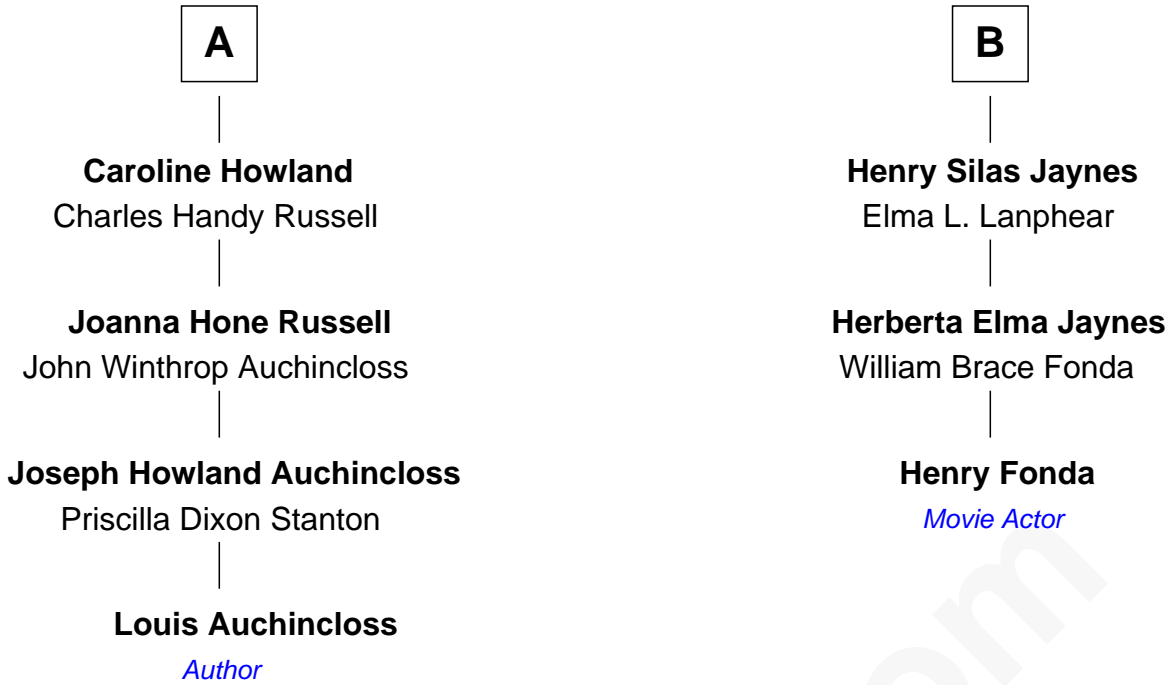 A
Caroline Howland
Charles Handy Russell
Joanna Hone Russell
John Winthrop Auchincloss
Joseph Howland Auchincloss
Priscilla Dixon Stanton
Louis Auchincloss
Author
B
Henry Silas Jaynes
Elma L. Lanphear
Herberta Elma Jaynes
William Brace Fonda
Henry Fonda
Movie Actor
om